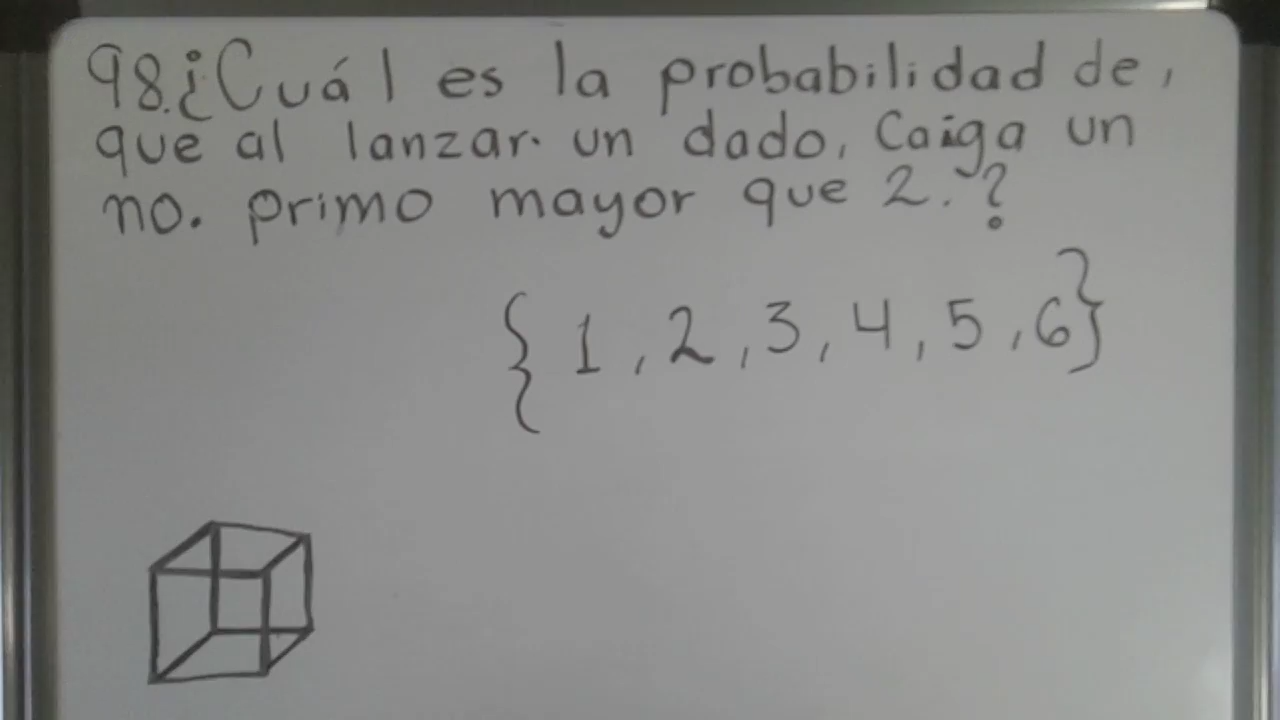 98.¿Cuál es la probabilidad de,
que al lanzar. un dado, Caiga un
no. primo mayor que 2.?
{1, 2, 3, 4, 5, 6}